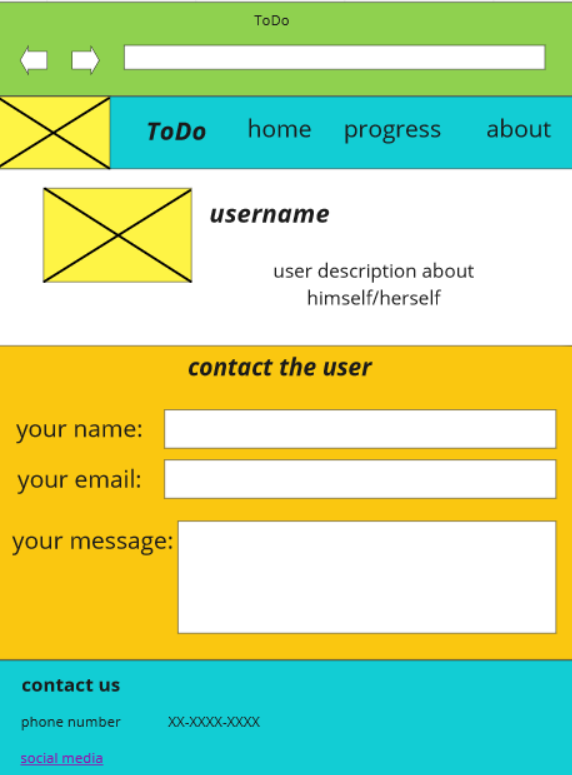 ToDo
ToDo home progress about
username
user description about
himself/herself
contact the user
your name:
your email:
your message:
contact us
phone number XX-XXXX-XXXX
social media